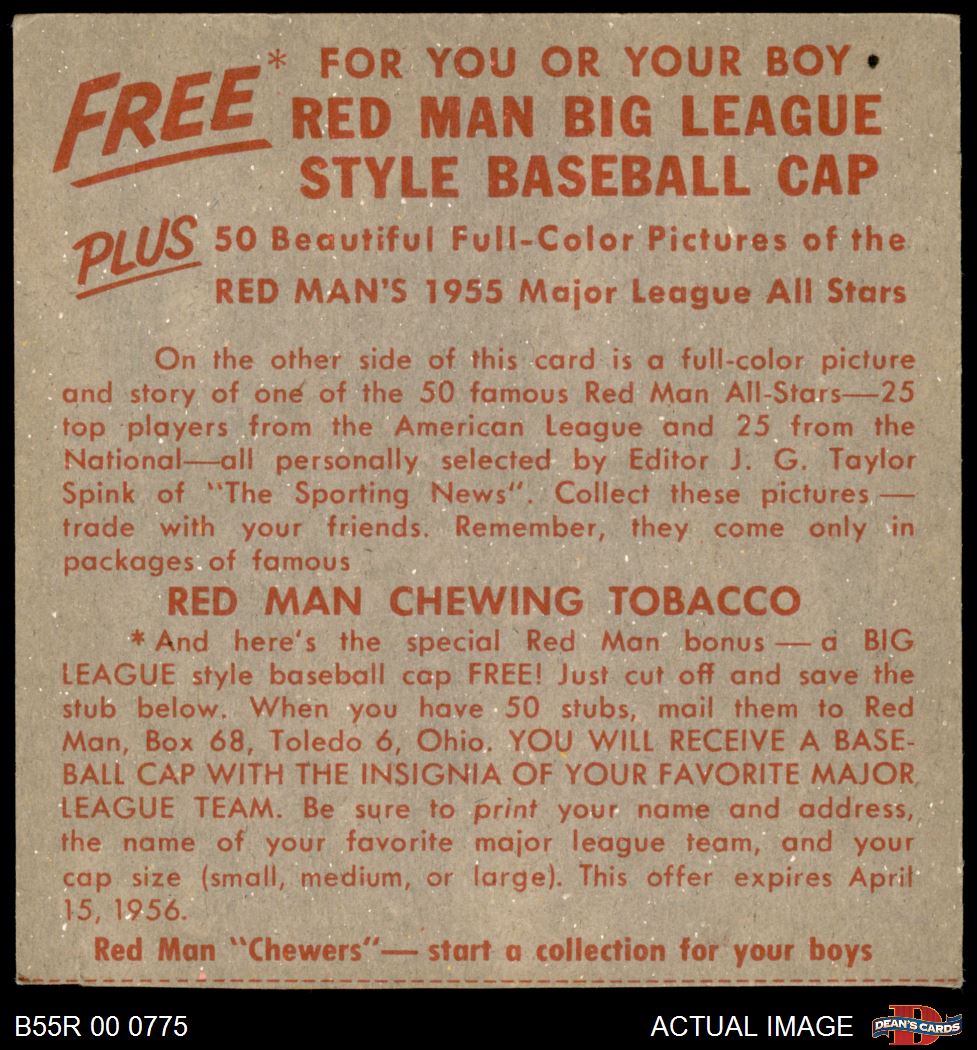 FREE* FOR YOU OR YOUR BOY
RED MAN BIG LEAGUE
STYLE BASEBALL CAP
PLUS 50 Beautiful Full-Color Pictures of the
RED MAN'S 1955 Major League All Stars
On the other side of this card is a full-color picture
and story of one of the 50 famous Red Man All-Stars—25
top players from the American League and 25 from the
National—all personally selected by Editor J. G. Taylor
Spink of "The Sporting News". Collect these pictures —
trade with your friends. Remember, they come only in
packages of famous
RED MAN CHEWING TOBACCO
*And here's the special Red Man bonus — a BIG
LEAGUE style baseball cap FREE! Just cut off and save the
stub below. When you have 50 stubs, mail them to Red
Man, Box 68, Toledo 6, Ohio. YOU WILL RECEIVE A BASE-
BALL CAP WITH THE INSIGNIA OF YOUR FAVORITE MAJOR
LEAGUE TEAM. Be sure to print your name and address,
the name of your favorite major league team, and your
cap size (small, medium, or large). This offer expires April
15, 1956.
Red Man "Chewers"— start a collection for your boys
B55R 00 0775 ACTUAL IMAGE D DEAN'S CARDS